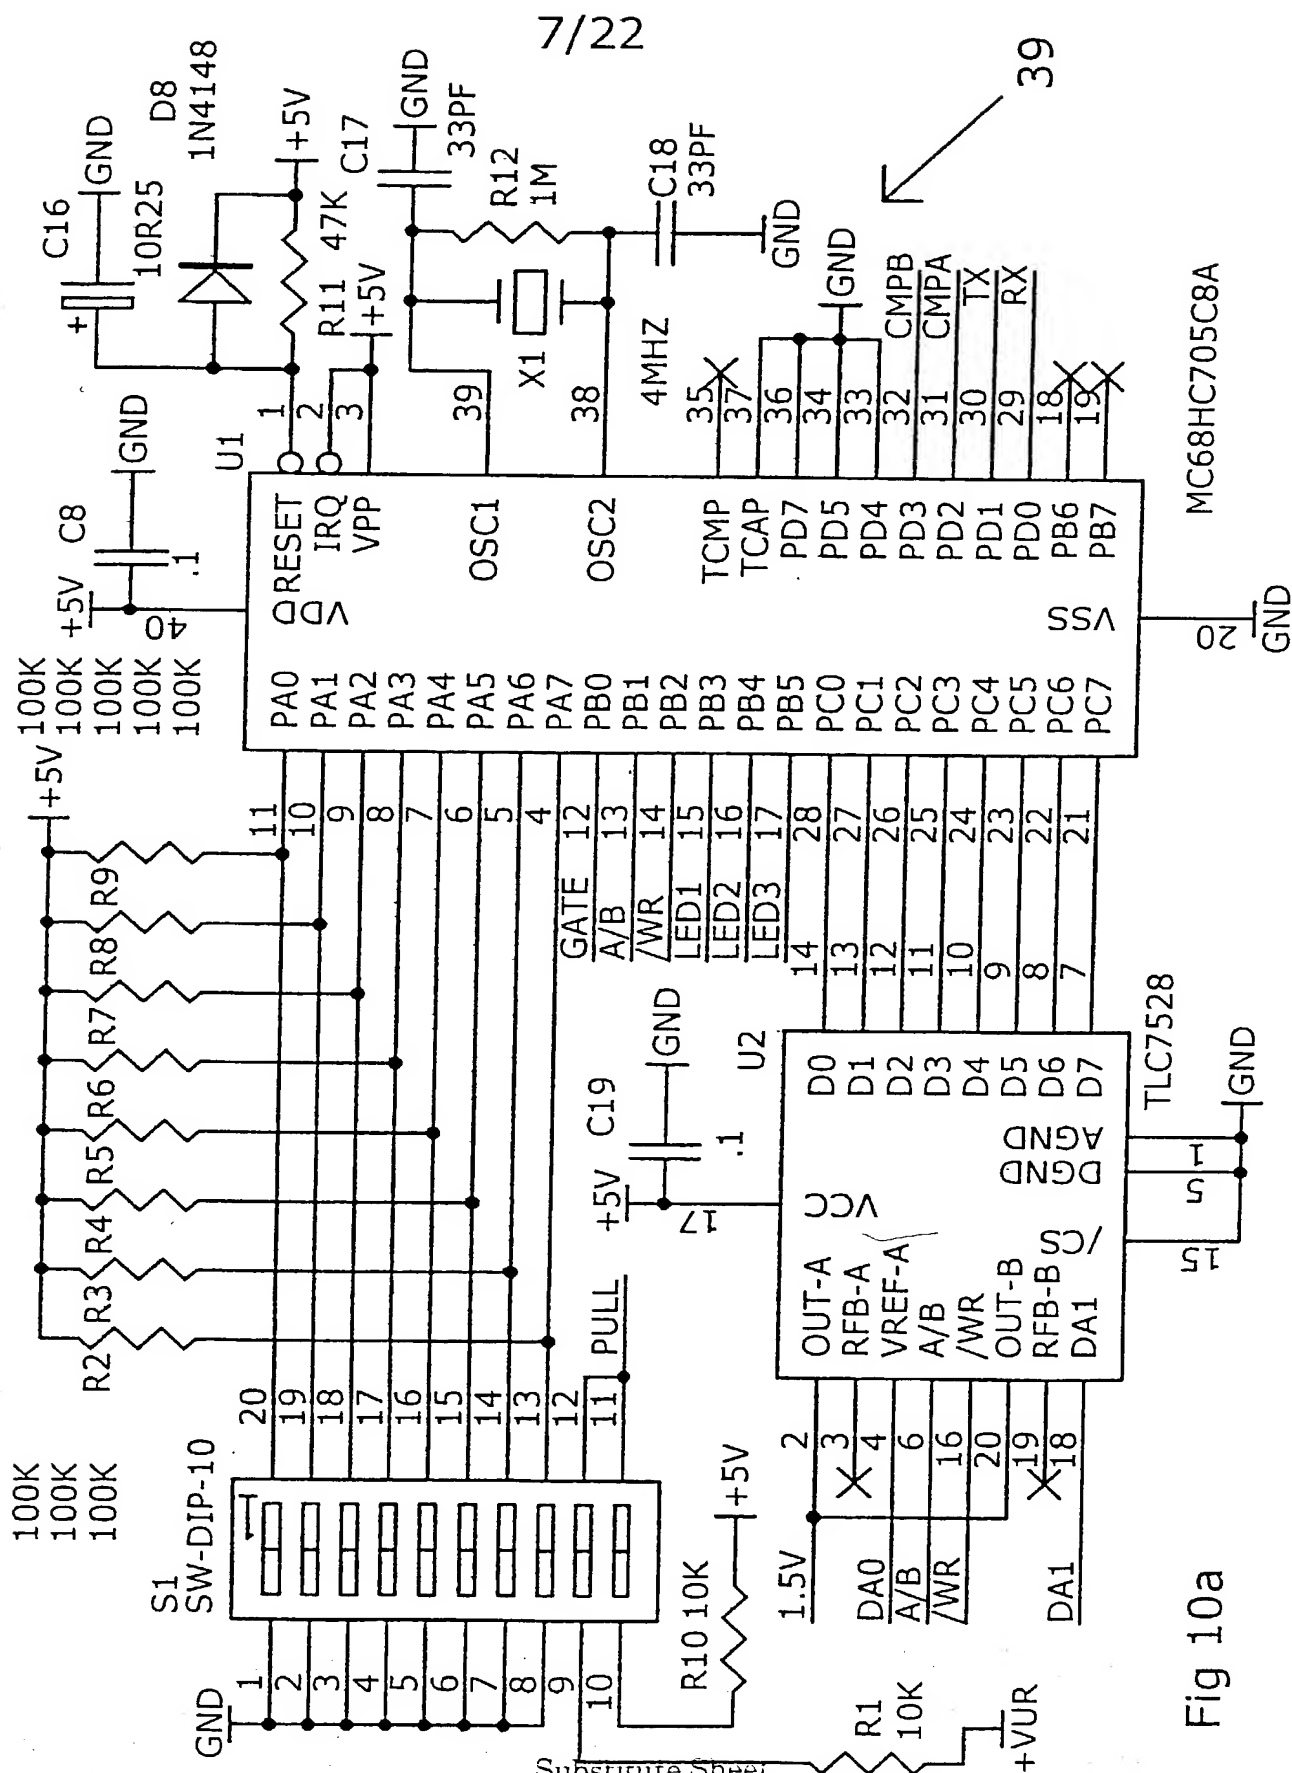 7/22
39
C16
10R25
GND
D8
1N4148
+5V
R11 47K
+5V
C17
GND
33PF
R12
1M
X1
4MHZ
C18
33PF
GND
GND
C8
.1
GND
+5V
40
U1
1
2
3
39
38
35
37
36
34
33
32
31
30
29
18
19
CMPB
CMPA
TX
RX
RESET
IRQ
VPP
VDD
OSC1
OSC2
TCMP
TCAP
PD7
PD5
PD4
PD3
PD2
PD1
PD0
PB6
PB7
VSS
20
GND
MC68HC705C8A
PA0
PA1
PA2
PA3
PA4
PA5
PA6
PA7
PB0
PB1
PB2
PB3
PB4
PB5
PC0
PC1
PC2
PC3
PC4
PC5
PC6
PC7
100K
100K
100K
100K
100K
+5V
11
10
9
8
7
6
5
4
GATE 12
A/B 13
/WR 14
LED1 15
LED2 16
LED3 17
28
27
26
25
24
23
22
21
R9
R8
R7
R6
R5
R4
R3
R2
100K
100K
100K
14
13
12
11
10
9
8
7
U2
TLC7528
C19
.1
GND
+5V
17
VCC
D0
D1
D2
D3
D4
D5
D6
D7
AGND
DGND
/CS
1
5
15
GND
OUT-A
RFB-A
VREF-A
A/B
/WR
OUT-B
RFB-B
DA1
2
3
4
6
16
20
19
18
1.5V
DA0
A/B
/WR
DA1
PULL
20
19
18
17
16
15
14
13
12
11
S1
SW-DIP-10
1
2
3
4
5
6
7
8
9
10
GND
R10 10K
+5V
R1
10K
+VUR
Fig 10a
Substitute Sheet